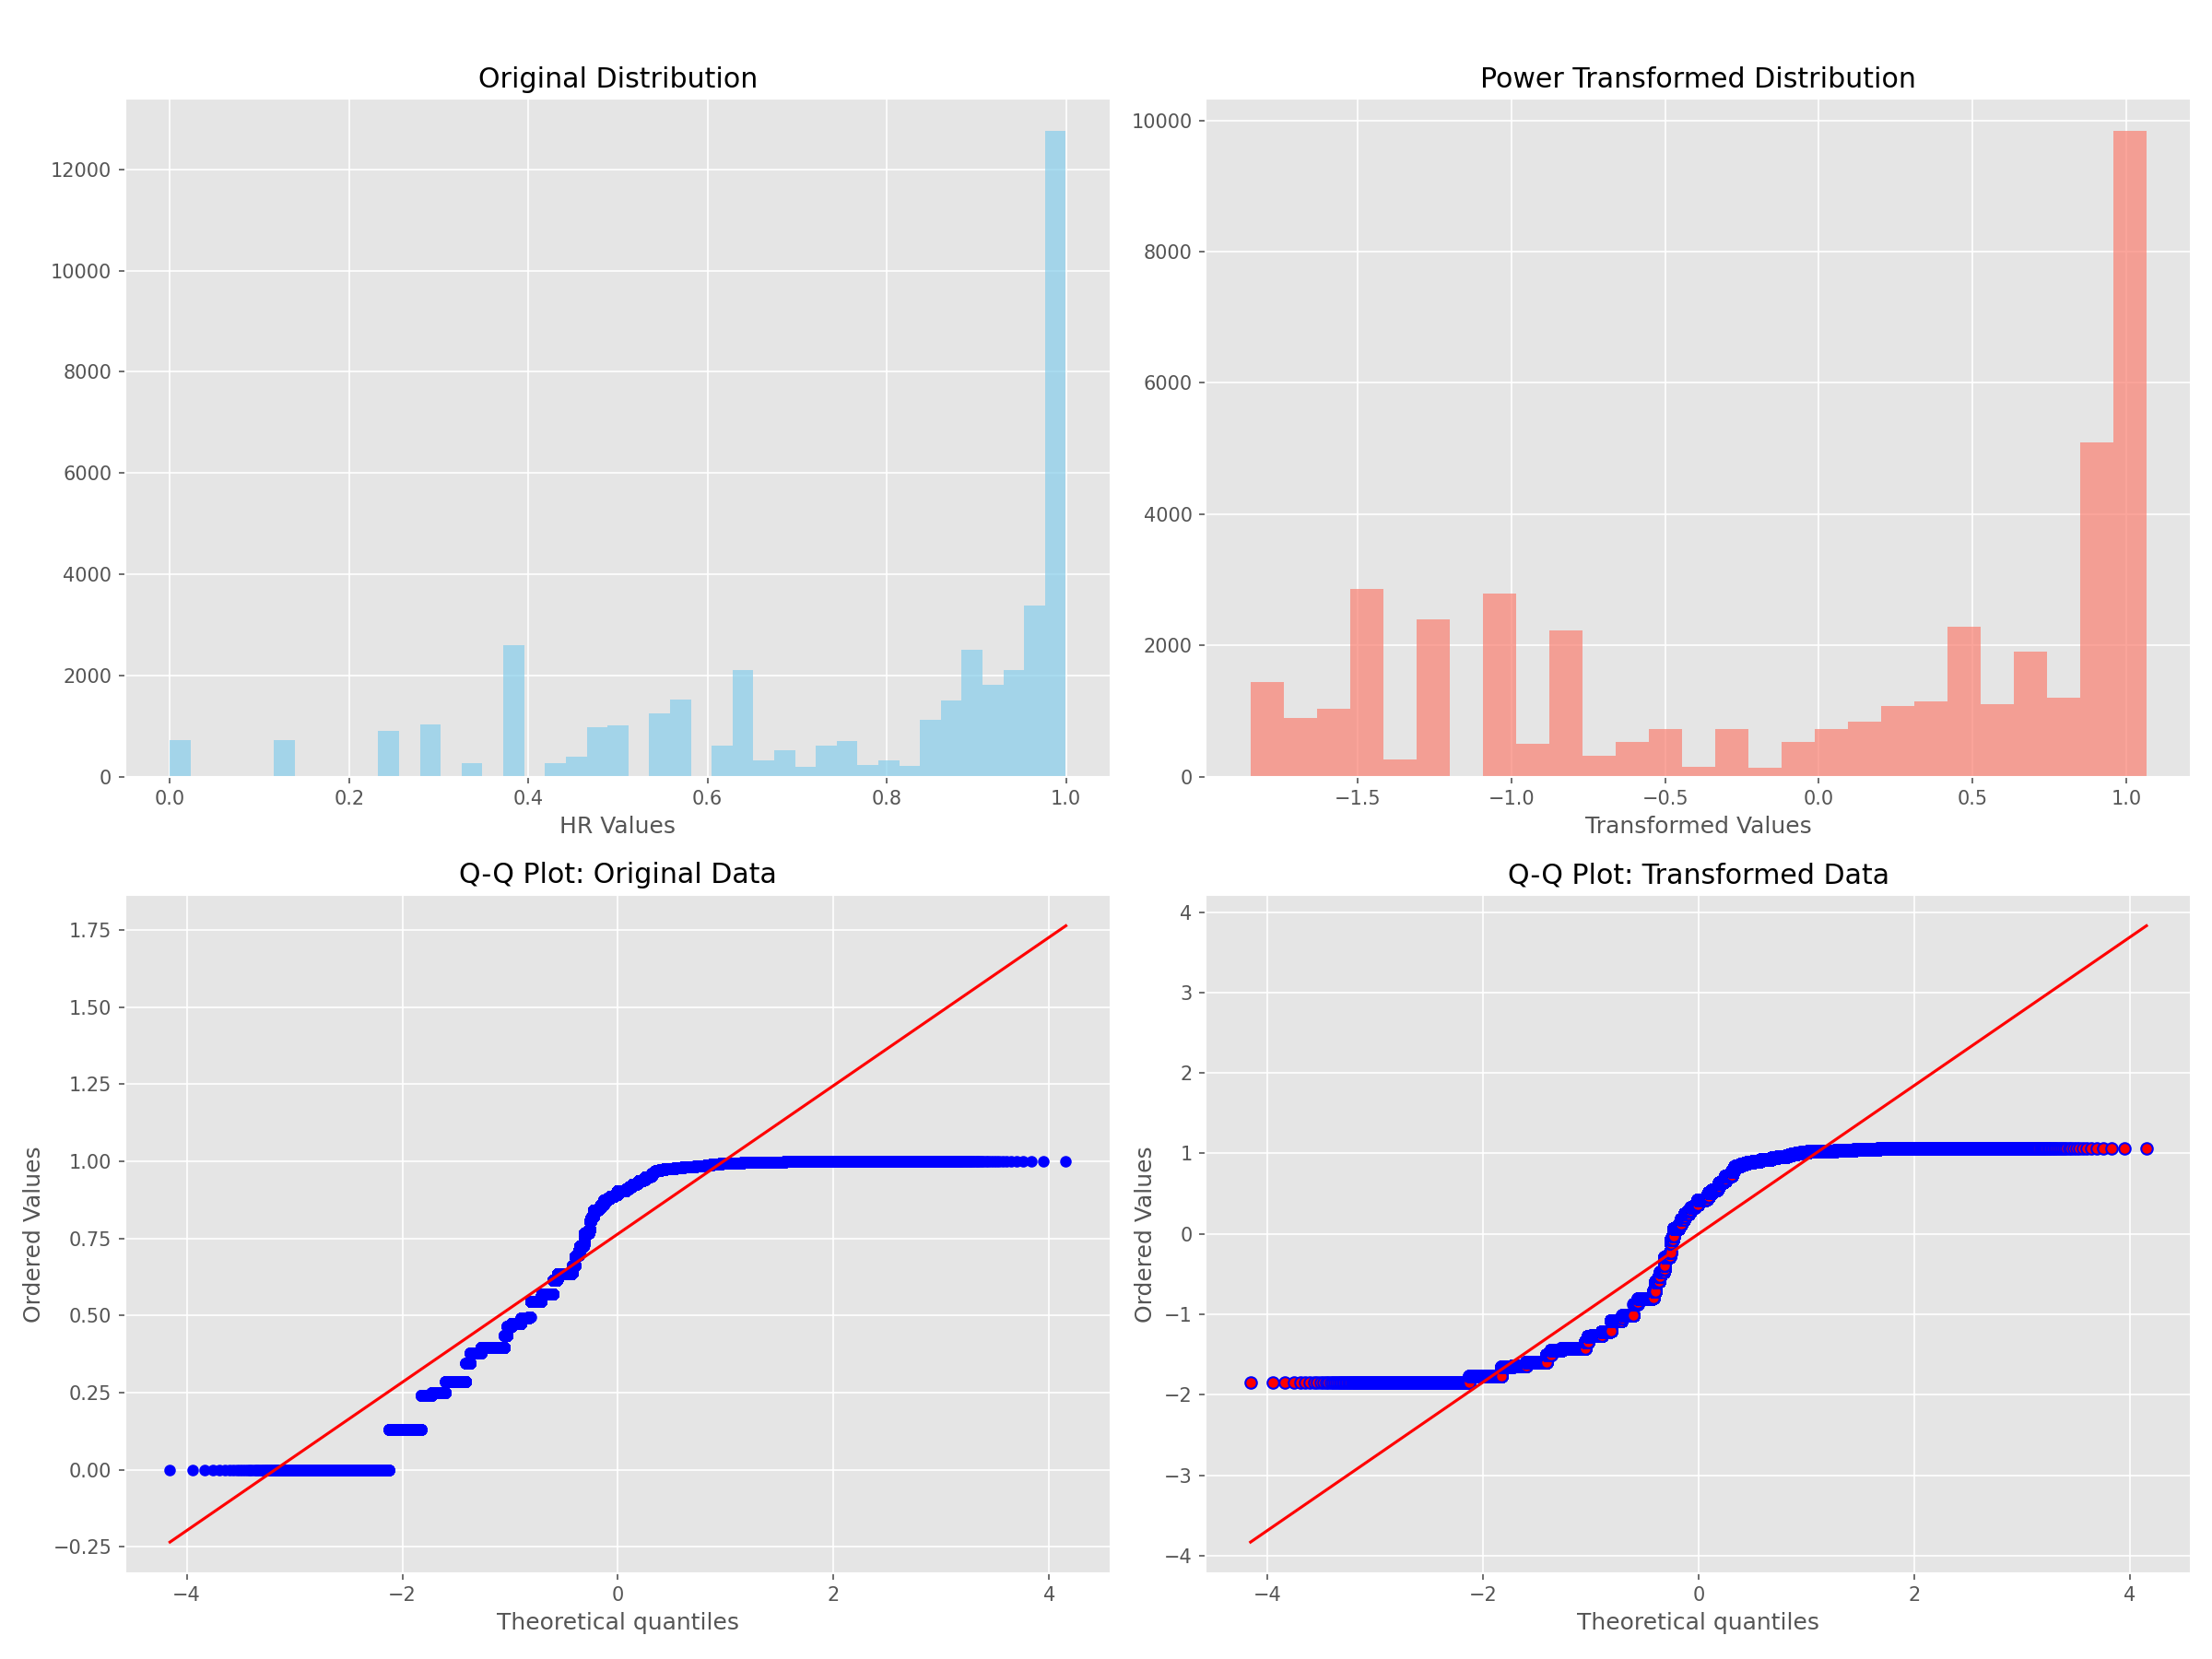 Original Distribution
12000
10000
8000
6000
4000
2000
0
0.0 0.2 0.4 0.6 0.8 1.0
HR Values
Power Transformed Distribution
10000
8000
6000
4000
2000
0
−1.5 −1.0 −0.5 0.0 0.5 1.0
Transformed Values
Q-Q Plot: Original Data
Ordered Values
1.75
1.50
1.25
1.00
0.75
0.50
0.25
0.00
−0.25
−4 −2 0 2 4
Theoretical quantiles
Q-Q Plot: Transformed Data
Ordered Values
4
3
2
1
0
−1
−2
−3
−4
−4 −2 0 2 4
Theoretical quantiles